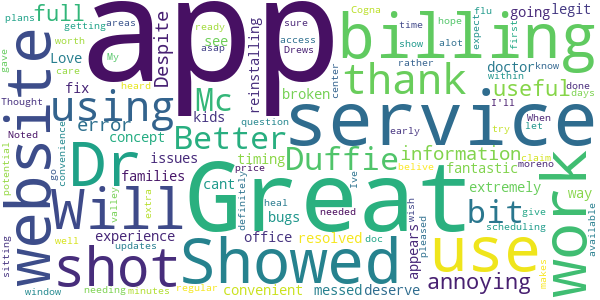 app
Great
service
billing
website
Dr
Will
shot
Showed
use
work
thank
using
Mc
Better
Duffie
full
bit
annoying
useful
information
error
Despite
reinstalling
going
legit
doctor
broken
see
fix
kids
concept
issues
cant
timing
fantastic
families
bugs
extremely
way
experience
office
resolved
appears
convenient
messed
deserve
plans
getting
areas
ready
asap
sure
access
Drews
Cogna
time
alot
hope
flu
show
expect
first
rather
within
know
worth
Love
care
My
gave
heard
center
done
days
Thought
Noted
go
question
early
I'll
When
let
try
claim
moreno
price
potential
convenience
valley
extra
definitely
Ive
belive
wish
pleased
scheduling
give
available
sitting
well
updates
heal
needed
doc
window
needing
minutes
regular
makes